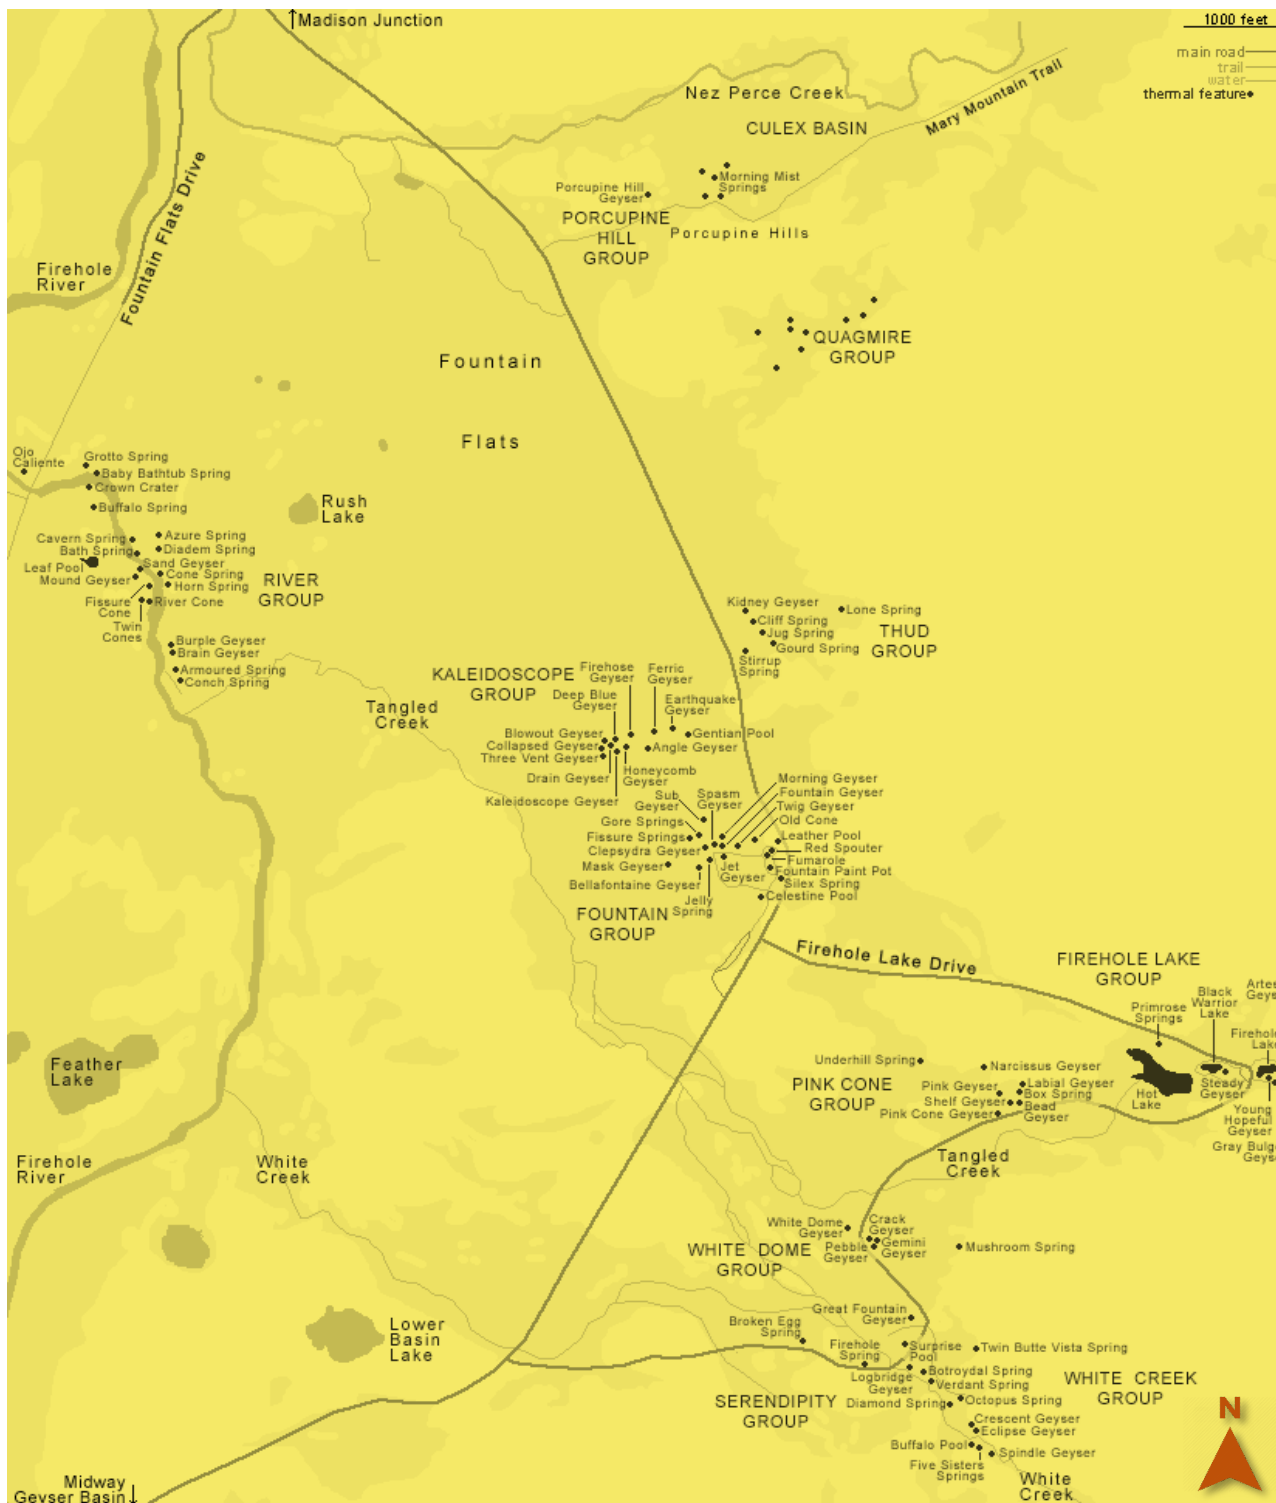 Madison Junction
1000 feet
main road
trail
water
thermal feature
Nez Perce Creek
CULEX BASIN
Mary Mountain Trail
Fountain Flats Drive
Morning Mist
Springs
Porcupine Hill
Geyser
PORCUPINE
HILL
GROUP
Porcupine Hills
Firehole
River
QUAGMIRE
GROUP
Fountain
Flats
Ojo
Caliente
Grotto Spring
Baby Bathtub Spring
Crown Crater
Buffalo Spring
Rush
Lake
Cavern Spring
Azure Spring
Bath Spring
Diadem Spring
Leaf Pool
Sand Geyser
Mound Geyser
Cone Spring
Horn Spring
RIVER
GROUP
Fissure
Cone
River Cone
Twin
Cones
Burple Geyser
Brain Geyser
Armoured Spring
Conch Spring
Kidney Geyser
Lone Spring
Cliff Spring
Jug Spring
Gourd Spring
Stirrup
Spring
THUD
GROUP
KALEIDOSCOPE
GROUP
Firehose
Geyser
Ferric
Geyser
Deep Blue
Geyser
Earthquake
Geyser
Tangled
Creek
Blowout Geyser
Gentian Pool
Collapsed Geyser
Angle Geyser
Three Vent Geyser
Drain Geyser
Honeycomb
Geyser
Kaleidoscope Geyser
Sub
Geyser
Spasm
Geyser
Morning Geyser
Fountain Geyser
Twig Geyser
Old Cone
Gore Springs
Fissure Springs
Leather Pool
Clepsydra Geyser
Red Spouter
Fumarole
Mask Geyser
Jet
Geyser
Fountain Paint Pot
Bellafontaine Geyser
Silex Spring
Jelly
Spring
Celestine Pool
FOUNTAIN
GROUP
Firehole Lake Drive
FIREHOLE LAKE
GROUP
Black
Warrior
Lake
Primrose
Springs
Firehole
Lake
Feather
Lake
Underhill Spring
Narcissus Geyser
PINK CONE
GROUP
Pink Geyser
Labial Geyser
Box Spring
Shelf Geyser
Bead
Geyser
Pink Cone Geyser
Hot
Lake
Steady
Geyser
Young
Hopeful
Geyser
Firehole
River
White
Creek
Tangled
Creek
White Dome
Geyser
Crack
Geyser
Gemini
Geyser
Pebble
Geyser
Mushroom Spring
WHITE DOME
GROUP
Great Fountain
Geyser
Lower
Basin
Lake
Broken Egg
Spring
Firehole
Spring
Surprise
Pool
Twin Butte Vista Spring
Logbridge
Geyser
Botroydal Spring
Verdant Spring
WHITE CREEK
GROUP
SERENDIPITY
GROUP
Diamond Spring
Octopus Spring
Crescent Geyser
Eclipse Geyser
Buffalo Pool
Spindle Geyser
Five Sisters
Springs
White
Creek
N
Midway
Geyser Basin